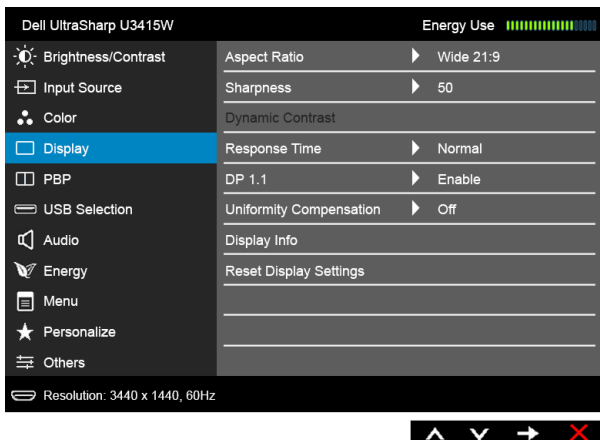 Dell UltraSharp U3415W Energy Use
Brightness/Contrast Aspect Ratio Wide 21:9
Input Source Sharpness 50
Color Dynamic Contrast
Display Response Time Normal
PBP DP 1.1 Enable
USB Selection Uniformity Compensation Off
Audio Display Info
Energy Reset Display Settings
Menu
Personalize
Others
Resolution: 3440 x 1440, 60Hz